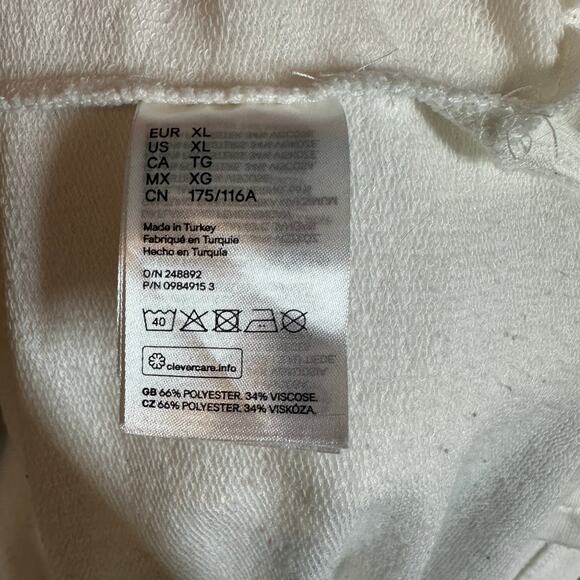 EUR XL
US XL
CA TG
MX XG
CN 175/116A
Made in Turkey
Fabriqué en Turquie
Hecho en Turquía
O/N 248892
P/N 0984915 3
40
clevercare.info
GB 66% POLYESTER. 34% VISCOSE.
CZ 66% POLYESTER. 34% VISKÓZA.